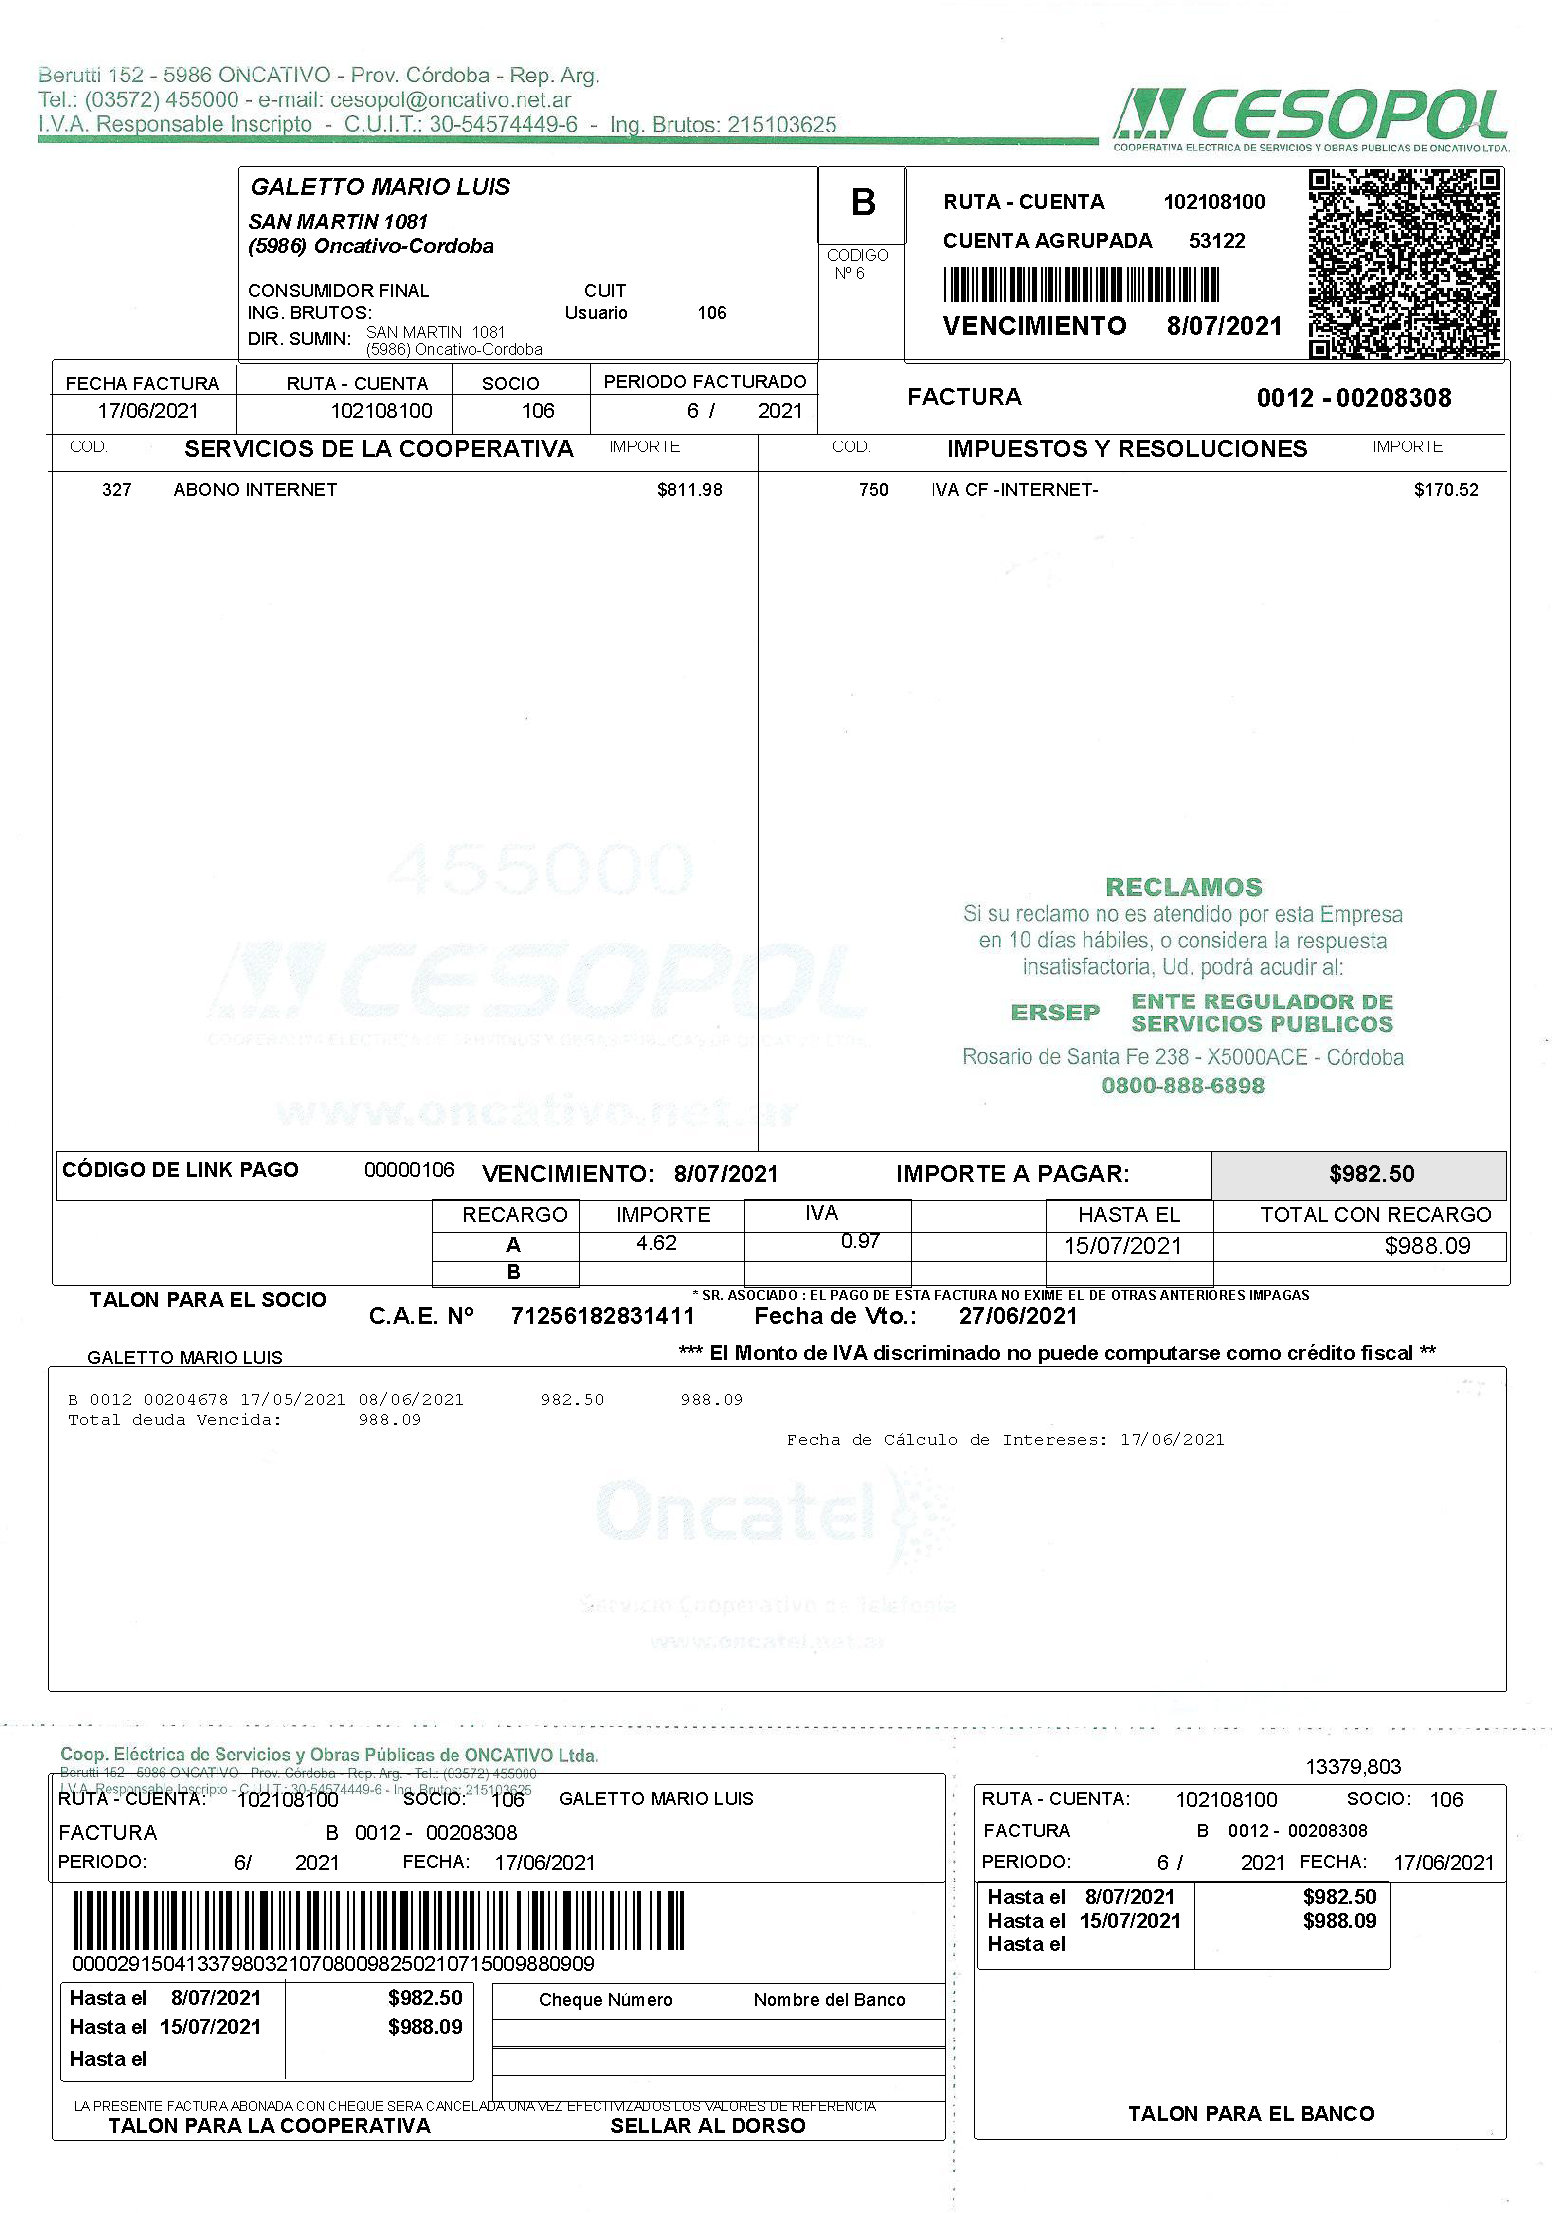 Berutti 152 - 5986 ONCATIVO - Prov. Córdoba - Rep. Arg.
Tel.: (03572) 455000 - e-mail: cesopol@oncativo.net.ar
I.V.A. Responsable Inscripto - C.U.I.T.: 30-54574449-6 - Ing. Brutos: 215103625
CESOPOL
COOPERATIVA ELECTRICA DE SERVICIOS Y OBRAS PUBLICAS DE ONCATIVO LTDA.
GALETTO MARIO LUIS
SAN MARTIN 1081
(5986) Oncativo-Cordoba
CONSUMIDOR FINAL CUIT
ING. BRUTOS: Usuario 106
DIR. SUMIN: SAN MARTIN 1081
(5986) Oncativo-Cordoba
B
CODIGO
Nº 6
RUTA - CUENTA 102108100
CUENTA AGRUPADA 53122
VENCIMIENTO 8/07/2021
FECHA FACTURA RUTA - CUENTA SOCIO PERIODO FACTURADO
17/06/2021 102108100 106 6 / 2021
FACTURA 0012 - 00208308
COD. SERVICIOS DE LA COOPERATIVA IMPORTE COD. IMPUESTOS Y RESOLUCIONES IMPORTE
327 ABONO INTERNET $811.98 750 IVA CF -INTERNET- $170.52
455000
CESOPOL
COOPERATIVA ELECTRICA DE SERVICIOS Y OBRAS PUBLICAS DE ONCATIVO LTDA.
www.oncativo.net.ar
RECLAMOS
Si su reclamo no es atendido por esta Empresa
en 10 días hábiles, o considera la respuesta
insatisfactoria, Ud. podrá acudir al:
ERSEP ENTE REGULADOR DE
SERVICIOS PUBLICOS
Rosario de Santa Fe 238 - X5000ACE - Córdoba
0800-888-6898
CÓDIGO DE LINK PAGO 00000106 VENCIMIENTO: 8/07/2021 IMPORTE A PAGAR: $982.50
RECARGO IMPORTE IVA HASTA EL TOTAL CON RECARGO
A 4.62 0.97 15/07/2021 $988.09
B
TALON PARA EL SOCIO * SR. ASOCIADO : EL PAGO DE ESTA FACTURA NO EXIME EL DE OTRAS ANTERIORES IMPAGAS
C.A.E. Nº 71256182831411 Fecha de Vto.: 27/06/2021
GALETTO MARIO LUIS *** El Monto de IVA discriminado no puede computarse como crédito fiscal **
B 0012 00204678 17/05/2021 08/06/2021 982.50 988.09
Total deuda Vencida: 988.09
Fecha de Cálculo de Intereses: 17/06/2021
Oncatel
Servicio Cooperativo de Telefonía
www.oncatel.net.ar
Coop. Eléctrica de Servicios y Obras Públicas de ONCATIVO Ltda.
Berutti 152 - 5986 ONCATIVO - Prov. Córdoba - Rep. Arg. - Tel.: (03572) 455000
I.V.A. Responsable Inscripto - C.U.I.T.: 30-54574449-6 - Ing. Brutos: 215103625
RUTA - CUENTA: 102108100 SOCIO: 106 GALETTO MARIO LUIS
FACTURA B 0012 - 00208308
PERIODO: 6/ 2021 FECHA: 17/06/2021
0000291504133798032107080098250210715009880909
Hasta el 8/07/2021 $982.50
Hasta el 15/07/2021 $988.09
Hasta el
Cheque Número Nombre del Banco
LA PRESENTE FACTURA ABONADA CON CHEQUE SERA CANCELADA UNA VEZ EFECTIVIZADOS LOS VALORES DE REFERENCIA
TALON PARA LA COOPERATIVA SELLAR AL DORSO
13379,803
RUTA - CUENTA: 102108100 SOCIO: 106
FACTURA B 0012 - 00208308
PERIODO: 6 / 2021 FECHA: 17/06/2021
Hasta el 8/07/2021 $982.50
Hasta el 15/07/2021 $988.09
Hasta el
TALON PARA EL BANCO